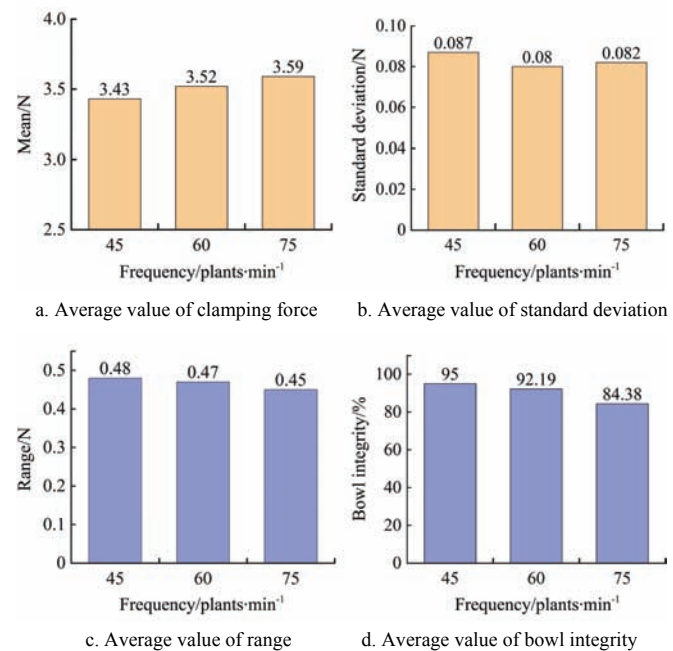 4.0
3.5
3.0
2.5
Mean/N
3.43
3.52
3.59
45 60 75
Frequency/plants·min⁻¹
a. Average value of clamping force
0.10
0.08
0.06
0.04
0.02
0
Standard deviation/N
0.087
0.08
0.082
45 60 75
Frequency/plants·min⁻¹
b. Average value of standard deviation
0.5
0.4
0.3
0.2
0.1
0
Range/N
0.48
0.47
0.45
45 60 75
Frequency/plants·min⁻¹
c. Average value of range
100
80
60
40
20
0
Bowl integrity/%
95
92.19
84.38
45 60 75
Frequency/plants·min⁻¹
d. Average value of bowl integrity